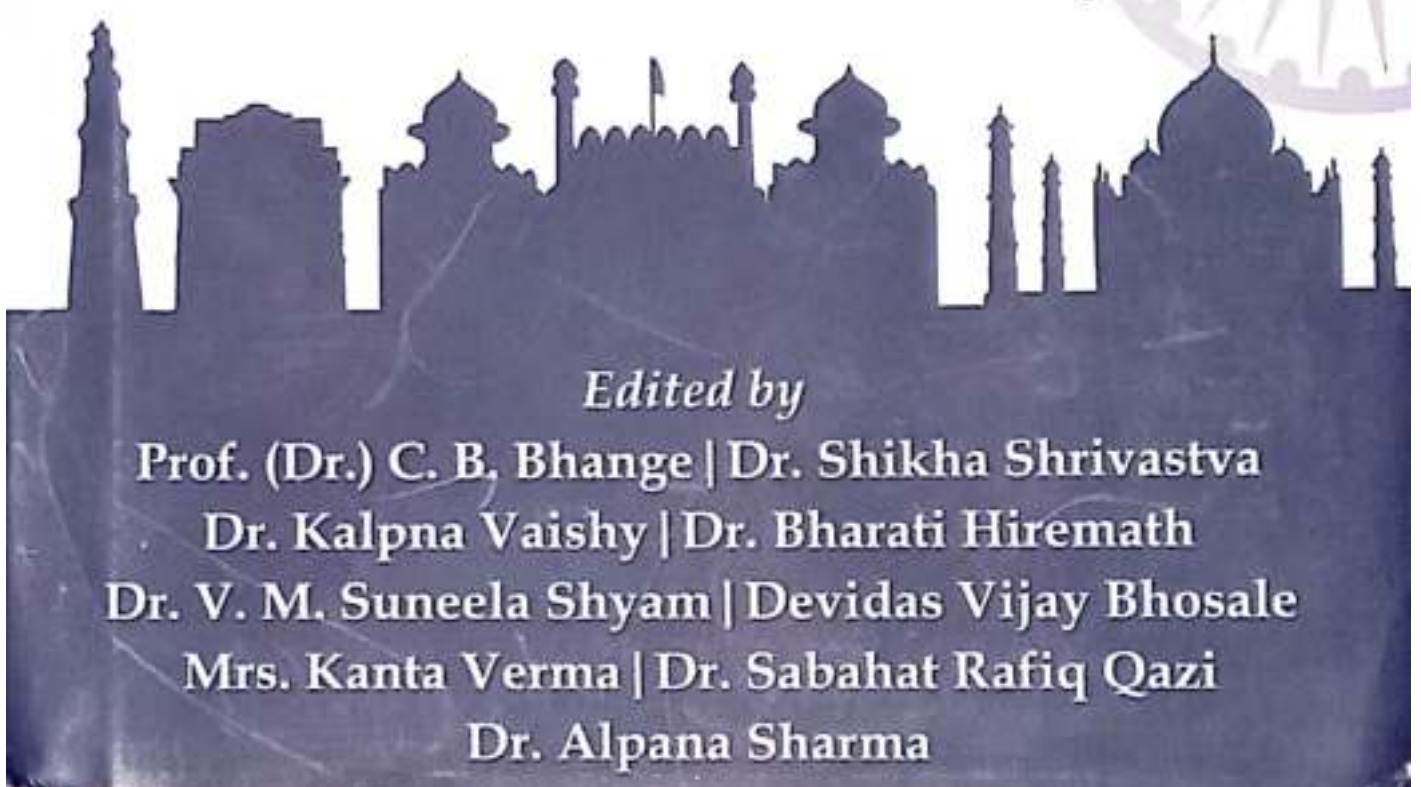 Edited by
Prof. (Dr.) C. B. Bhange | Dr. Shikha Shrivastva
Dr. Kalpna Vaishy | Dr. Bharati Hiremath
Dr. V. M. Suneela Shyam | Devidas Vijay Bhosale
Mrs. Kanta Verma | Dr. Sabahat Rafiq Qazi
Dr. Alpana Sharma